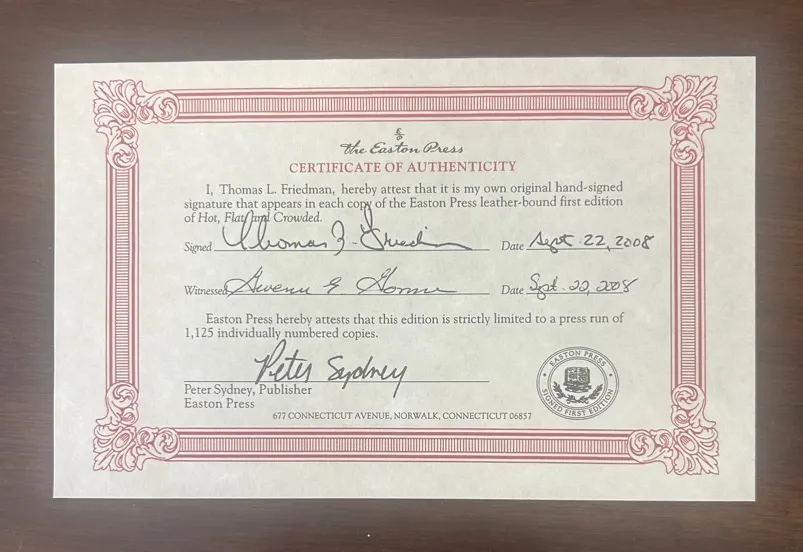 EP
the Easton Press
CERTIFICATE OF AUTHENTICITY
I, Thomas L. Friedman, hereby attest that it is my own original hand-signed
signature that appears in each copy of the Easton Press leather-bound first edition
of Hot, Flat and Crowded.
Signed Thomas L. Friedman Date Sept. 22, 2008
Witnessed Date Sept. 22, 2008
Easton Press hereby attests that this edition is strictly limited to a press run of
1,125 individually numbered copies.
Peter Sydney
Peter Sydney, Publisher
Easton Press
677 CONNECTICUT AVENUE, NORWALK, CONNECTICUT 06857
EASTON PRESS
SIGNED FIRST EDITION